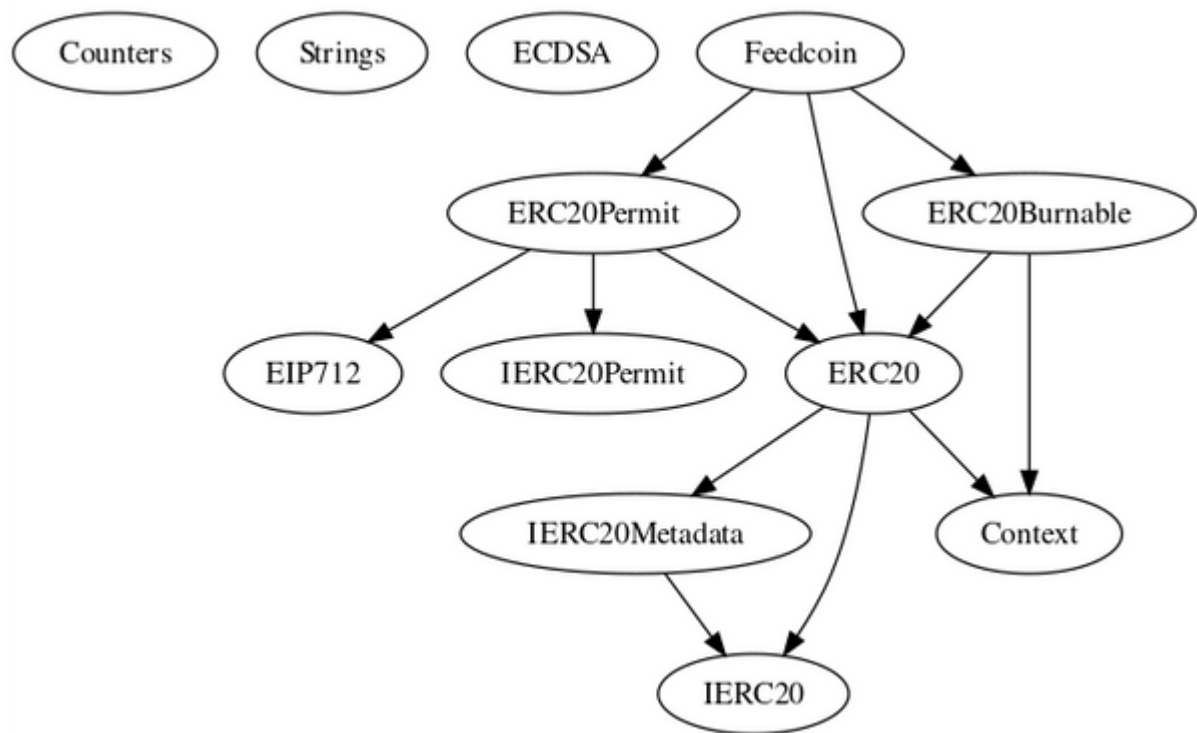 Counters
Strings
ECDSA
Feedcoin
ERC20Permit
ERC20Burnable
EIP712
IERC20Permit
ERC20
IERC20Metadata
Context
IERC20